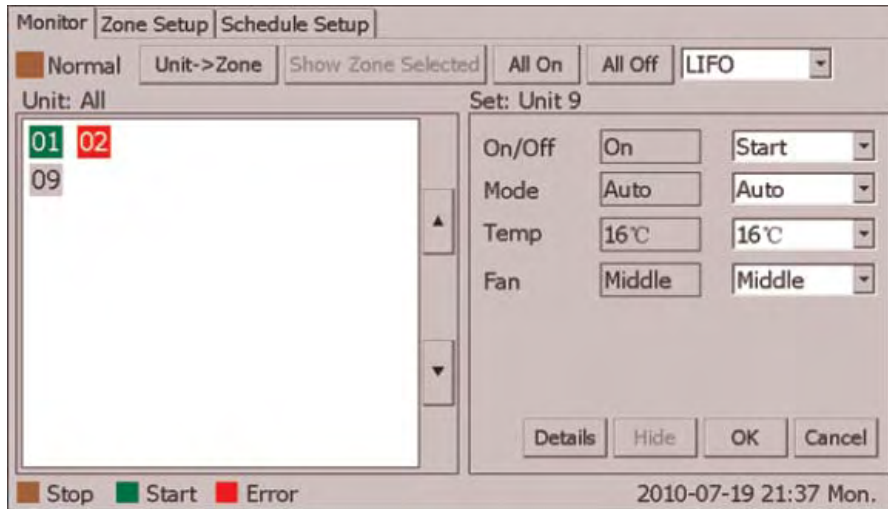 Monitor Zone Setup Schedule Setup
Normal Unit->Zone Show Zone Selected All On All Off LIFO
Unit: All Set: Unit 9
01 02
09
On/Off On Start
Mode Auto Auto
Temp 16℃ 16℃
Fan Middle Middle
Details Hide OK Cancel
Stop Start Error 2010-07-19 21:37 Mon.